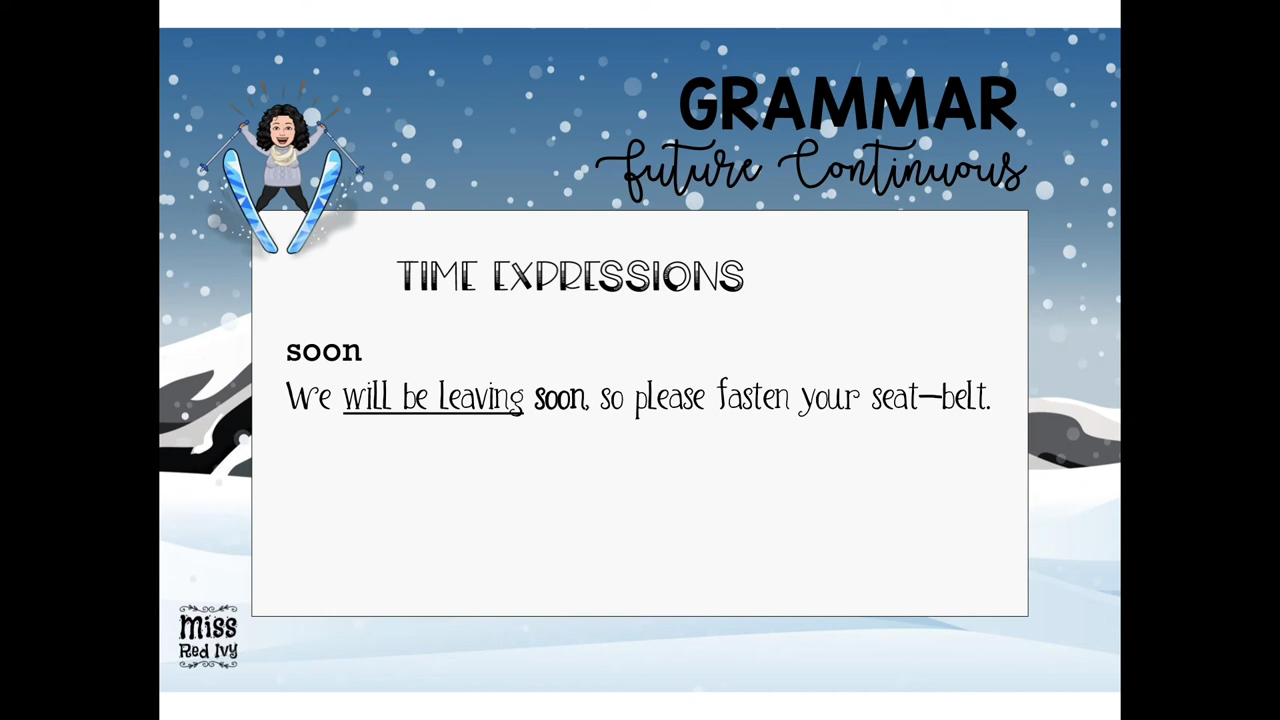 GRAMMAR
Future Continuous
TIME EXPRESSIONS
soon
We will be leaving soon, so please fasten your seat-belt.
Miss
Red Ivy